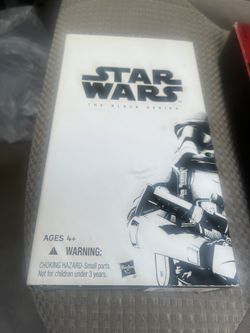 STAR
WARS
THE BLACK SERIES
AGES 4+
⚠ WARNING:
CHOKING HAZARD-Small parts.
Not for children under 3 years.
Hasbro